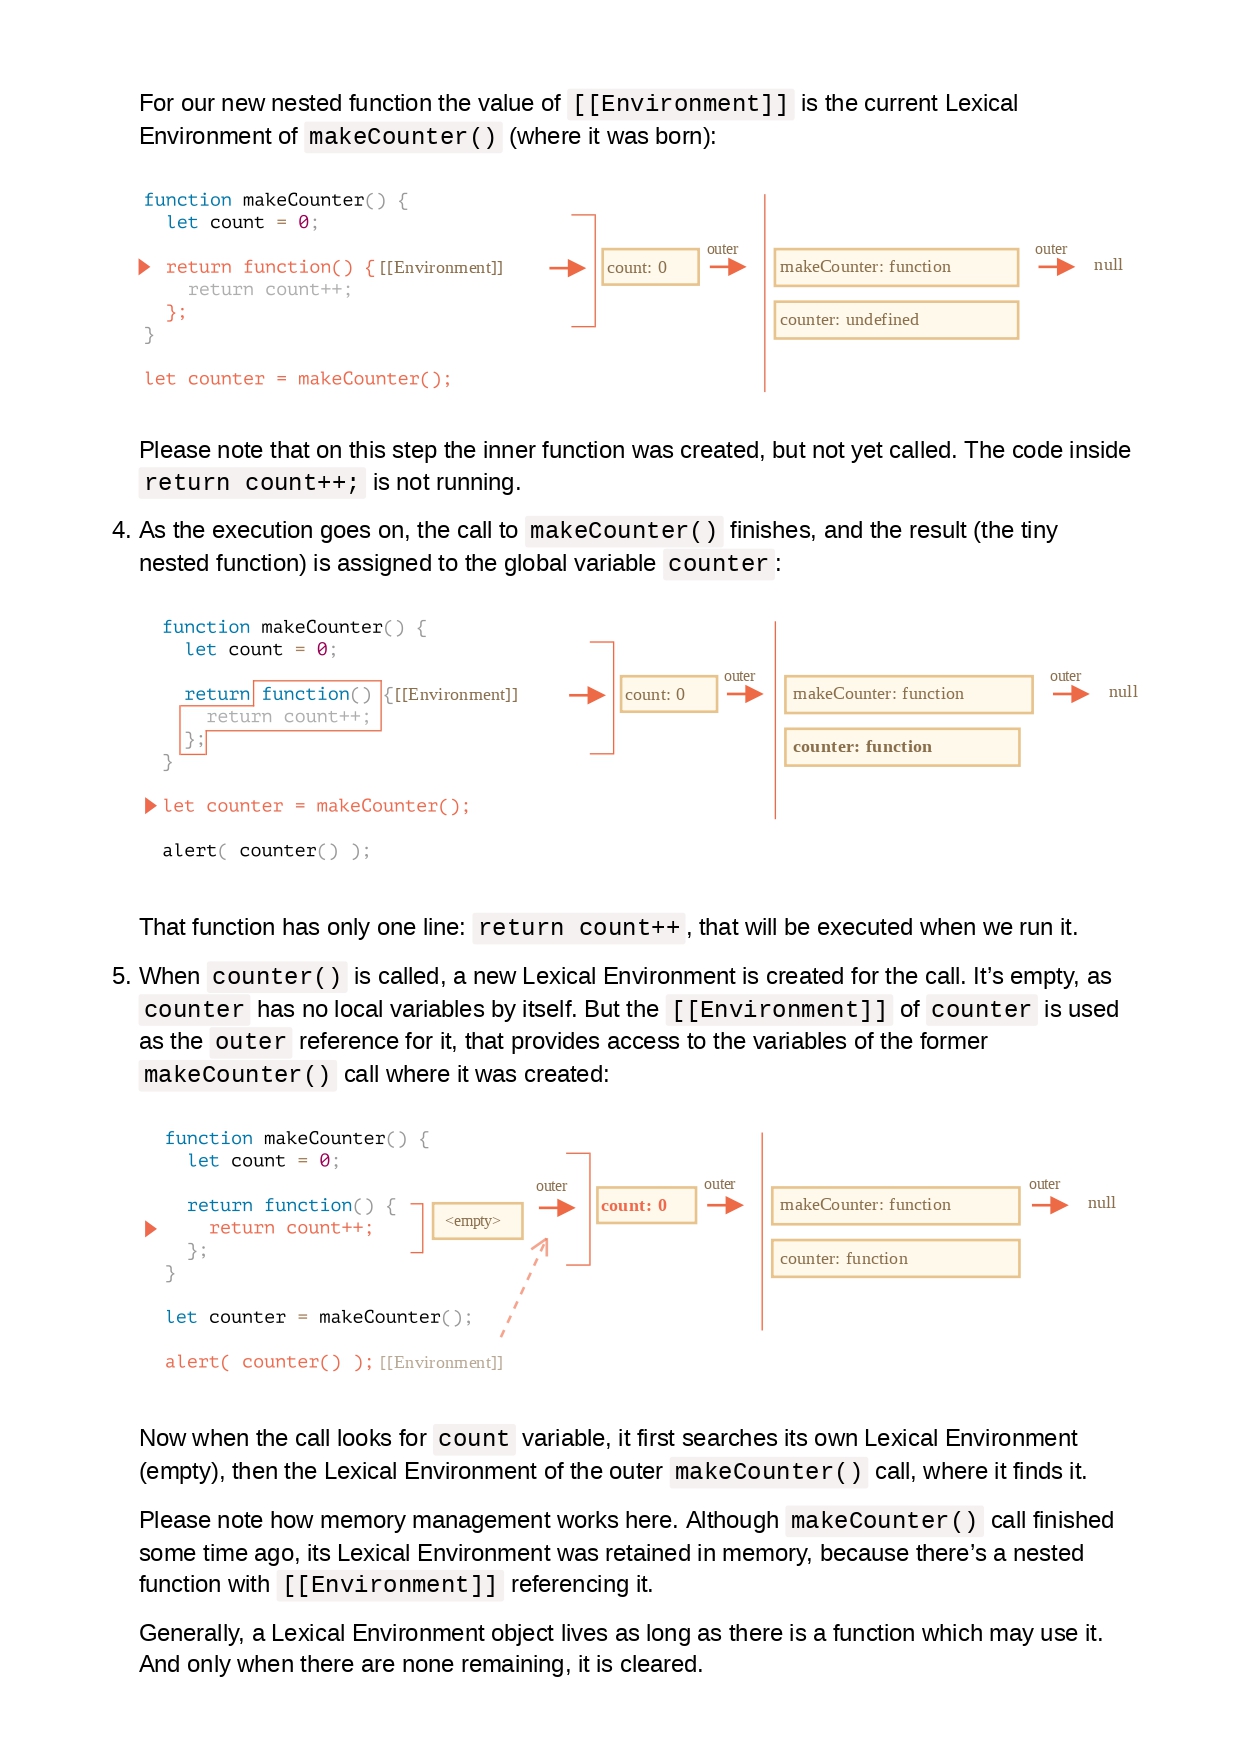 For our new nested function the value of [[Environment]] is the current Lexical
Environment of makeCounter() (where it was born):
function makeCounter() {
let count = 0;
return function() { [[Environment]]
return count++;
};
}
let counter = makeCounter();
count: 0
outer
makeCounter: function
counter: undefined
outer
null
Please note that on this step the inner function was created, but not yet called. The code inside
return count++; is not running.
4. As the execution goes on, the call to makeCounter() finishes, and the result (the tiny
nested function) is assigned to the global variable counter:
function makeCounter() {
let count = 0;
return function() {[[Environment]]
return count++;
};
}
let counter = makeCounter();
alert( counter() );
count: 0
outer
makeCounter: function
counter: function
outer
null
That function has only one line: return count++, that will be executed when we run it.
5. When counter() is called, a new Lexical Environment is created for the call. It’s empty, as
counter has no local variables by itself. But the [[Environment]] of counter is used
as the outer reference for it, that provides access to the variables of the former
makeCounter() call where it was created:
function makeCounter() {
let count = 0;
return function() {
return count++;
};
}
let counter = makeCounter();
alert( counter() ); [[Environment]]
<empty>
outer
count: 0
outer
makeCounter: function
counter: function
outer
null
Now when the call looks for count variable, it first searches its own Lexical Environment
(empty), then the Lexical Environment of the outer makeCounter() call, where it finds it.
Please note how memory management works here. Although makeCounter() call finished
some time ago, its Lexical Environment was retained in memory, because there’s a nested
function with [[Environment]] referencing it.
Generally, a Lexical Environment object lives as long as there is a function which may use it.
And only when there are none remaining, it is cleared.